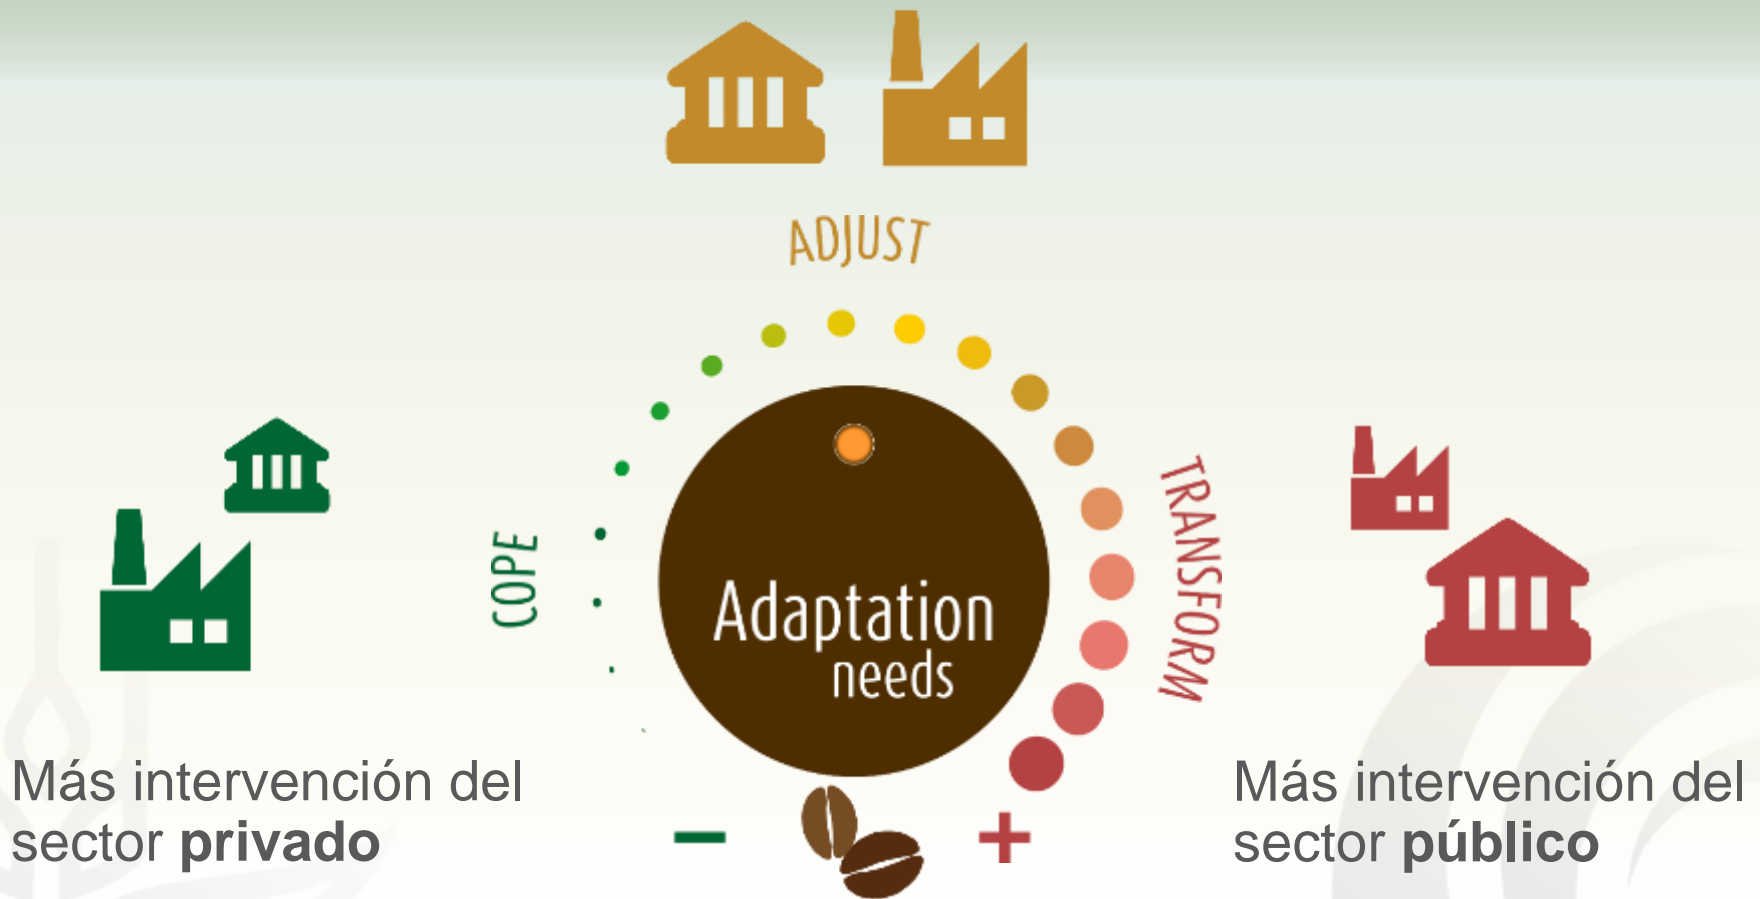 ADJUST
COPE
TRANSFORM
Adaptation
needs
Más intervención del
sector privado
− +
Más intervención del
sector público